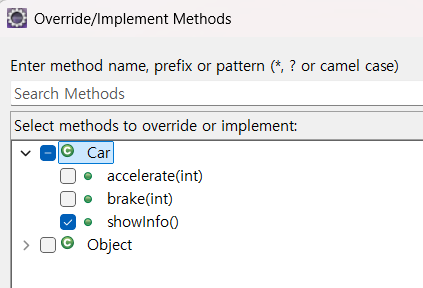 Override/Implement Methods
Enter method name, prefix or pattern (*, ? or camel case)
Search Methods
Select methods to override or implement:
Car
accelerate(int)
brake(int)
showInfo()
Object